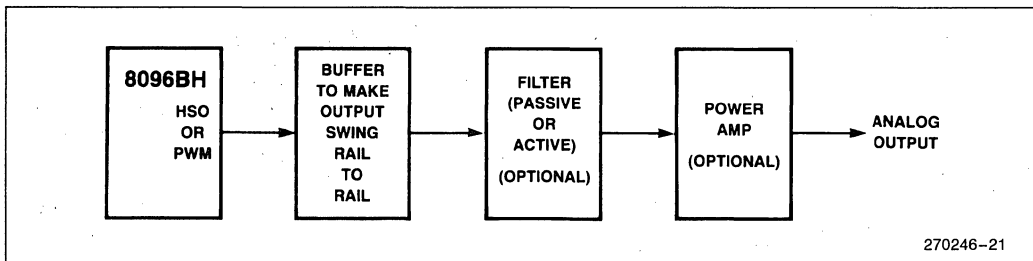 8096BH
HSO
OR
PWM
BUFFER
TO MAKE
OUTPUT
SWING
RAIL
TO
RAIL
FILTER
(PASSIVE
OR
ACTIVE)
(OPTIONAL)
POWER
AMP
(OPTIONAL)
ANALOG
OUTPUT
270246-21